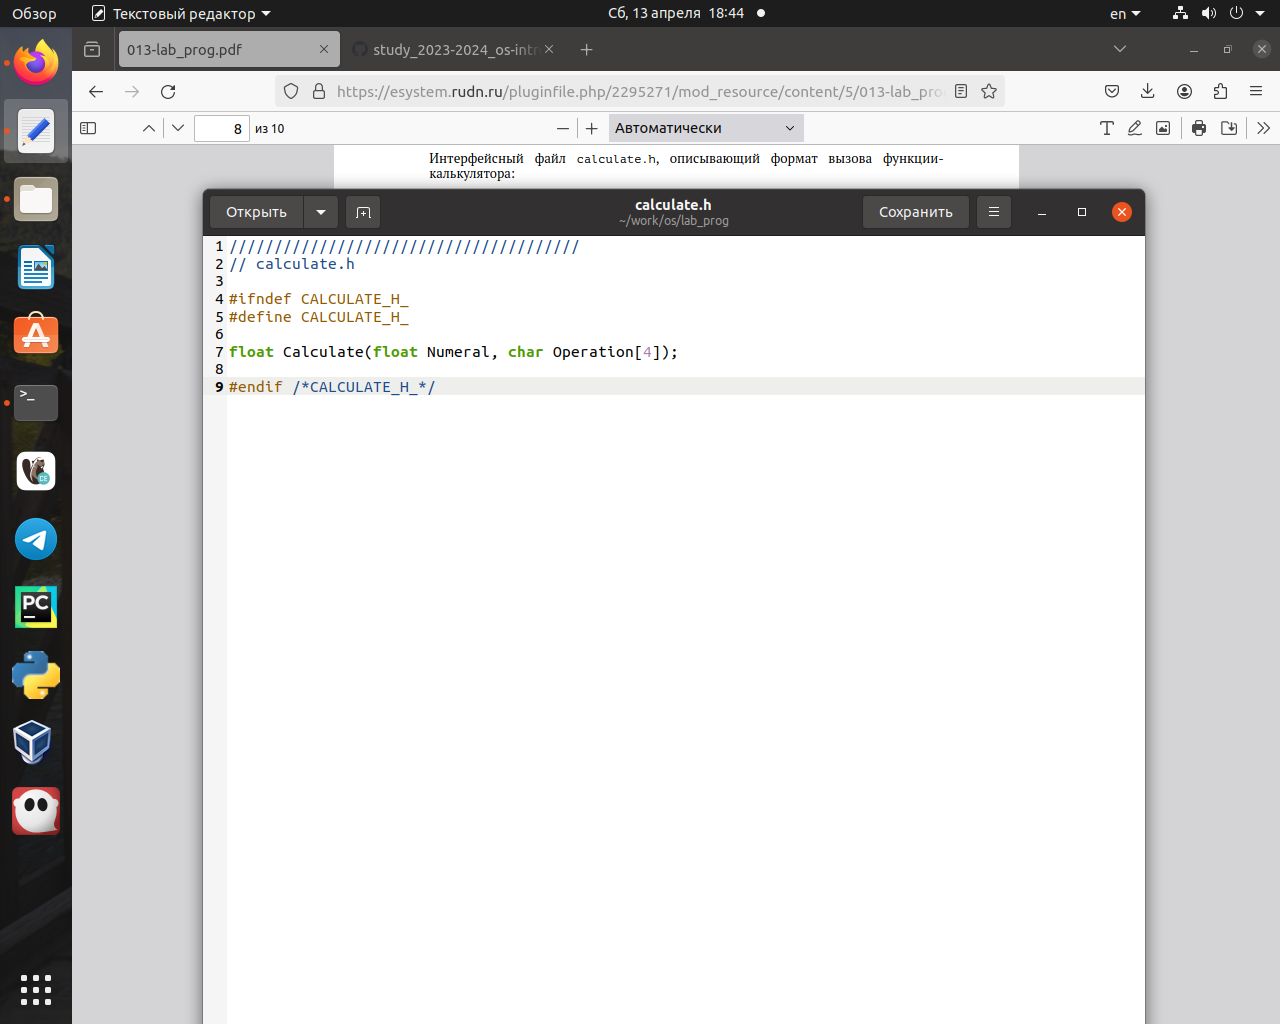 Обзор
Текстовый редактор
Сб, 13 апреля 18:44
en
013-lab_prog.pdf
study_2023-2024_os-intr
https://esystem.rudn.ru/pluginfile.php/2295271/mod_resource/content/5/013-lab_pro
8 из 10
Автоматически
Интерфейсный файл calculate.h, описывающий формат вызова функции-
калькулятора:
Открыть
calculate.h
~/work/os/lab_prog
Сохранить
1 ///////////////////////////////////////
2 // calculate.h
3
4 #ifndef CALCULATE_H_
5 #define CALCULATE_H_
6
7 float Calculate(float Numeral, char Operation[4]);
8
9 #endif /*CALCULATE_H_*/
>_
CE
PC